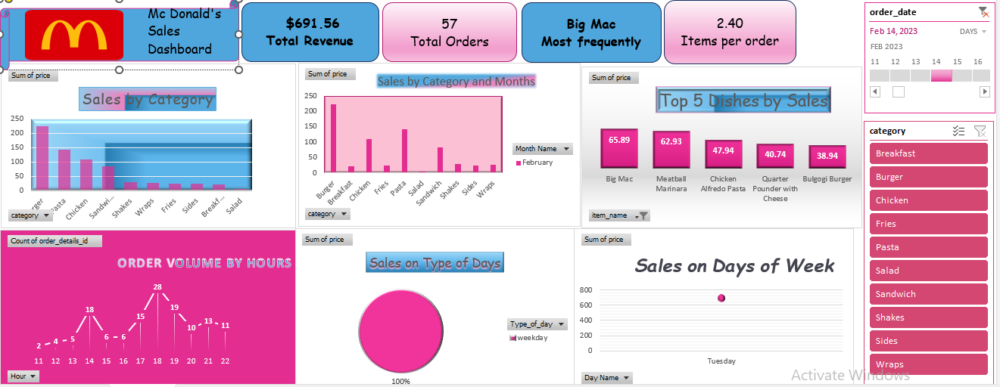 Mc Donald's
Sales
Dashboard
$691.56
Total Revenue
57
Total Orders
Big Mac
Most frequently
2.40
Items per order
order_date
Feb 14, 2023
DAYS
FEB 2023
11 12 13 14 15 16
Sum of price
Sales by Category
250
200
150
100
50
0
Pasta
Chicken
Sandwi...
Shakes
Wraps
Fries
Sides
Breakf...
Salad
category
Sum of price
Sales by Category and Months
250
200
150
100
50
0
Burger
Breakfast
Chicken
Fries
Pasta
Salad
Sandwich
Shakes
Sides
Wraps
Month Name
February
category
Sum of price
Top 5 Dishes by Sales
65.89
62.93
47.94
40.74
38.94
Big Mac
Meatball
Marinara
Chicken
Alfredo Pasta
Quarter
Pounder with
Cheese
Bulgogi Burger
item_name
category
Breakfast
Burger
Chicken
Fries
Pasta
Salad
Sandwich
Shakes
Sides
Wraps
Count of order_details_id
ORDER VOLUME BY HOURS
2 4 5 18 6 6 15 28 19 10 13 11
11 12 13 14 15 16 17 18 19 20 21 22
Hour
Sum of price
Sales on Type of Days
Type_of_day
weekday
100%
Sum of price
Sales on Days of Week
800
600
400
200
0
Tuesday
Day Name
Activate Windows